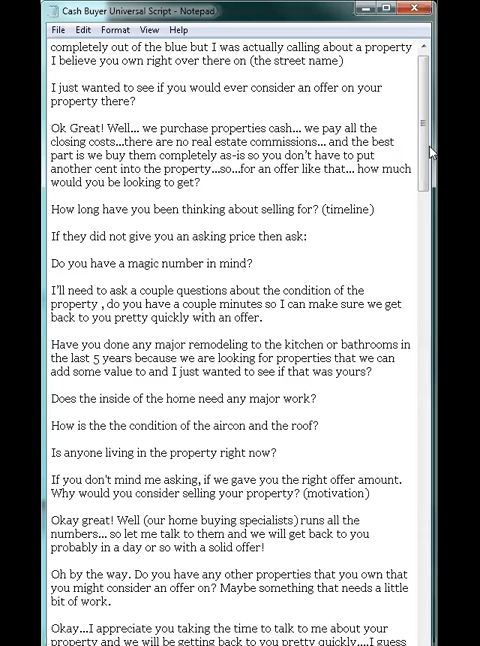 Cash Buyer Universal Script - Notepad
File Edit Format View Help
completely out of the blue but I was actually calling about a property
I believe you own right over there on (the street name)
I just wanted to see if you would ever consider an offer on your
property there?
Ok Great! Well... we purchase properties cash... we pay all the
closing costs...there are no real estate commissions... and the best
part is we buy them completely as-is so you don't have to put
another cent into the property...so...for an offer like that... how much
would you be looking to get?
How long have you been thinking about selling for? (timeline)
If they did not give you an asking price then ask:
Do you have a magic number in mind?
I'll need to ask a couple questions about the condition of the
property , do you have a couple minutes so I can make sure we get
back to you pretty quickly with an offer.
Have you done any major remodeling to the kitchen or bathrooms in
the last 5 years because we are looking for properties that we can
add some value to and I just wanted to see if that was yours?
Does the inside of the home need any major work?
How is the the condition of the aircon and the roof?
Is anyone living in the property right now?
If you don't mind me asking, if we gave you the right offer amount.
Why would you consider selling your property? (motivation)
Okay great! Well (our home buying specialists) runs all the
numbers... so let me talk to them and we will get back to you
probably in a day or so with a solid offer!
Oh by the way. Do you have any other properties that you own that
you might consider an offer on? Maybe something that needs a little
bit of work.
Okay...I appreciate you taking the time to talk to me about your
property and we will be getting back to you pretty quickly....I guess